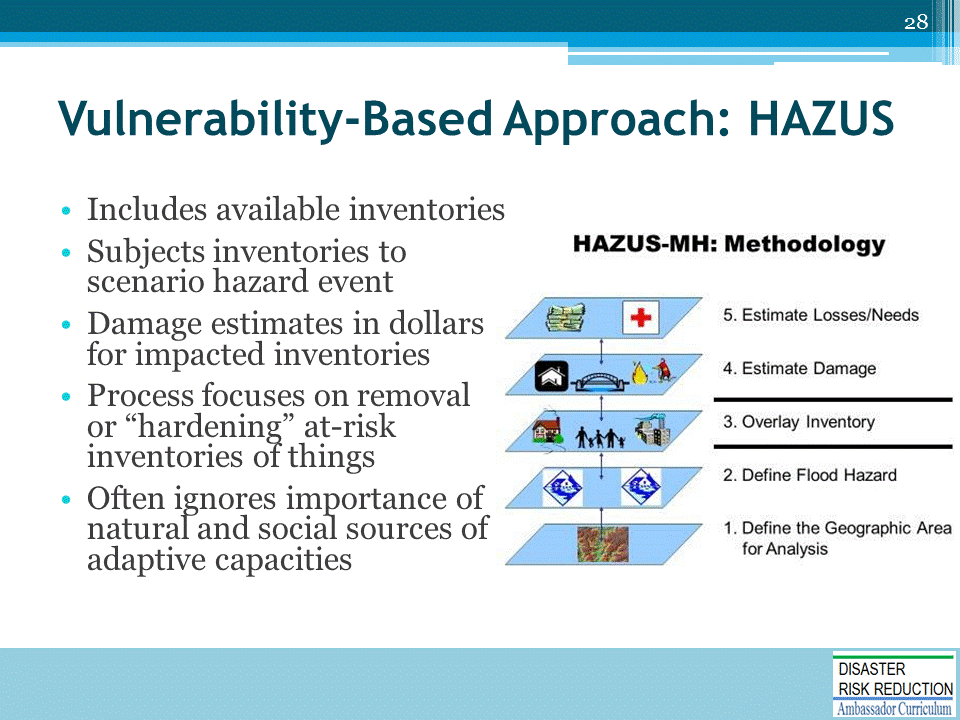 28
Vulnerability-Based Approach: HAZUS
• Includes available inventories
• Subjects inventories to
scenario hazard event
• Damage estimates in dollars
for impacted inventories
• Process focuses on removal
or “hardening” at-risk
inventories of things
• Often ignores importance of
natural and social sources of
adaptive capacities
HAZUS-MH: Methodology
5. Estimate Losses/Needs
4. Estimate Damage
3. Overlay Inventory
2. Define Flood Hazard
1. Define the Geographic Area
for Analysis
DISASTER
RISK REDUCTION
Ambassador Curriculum